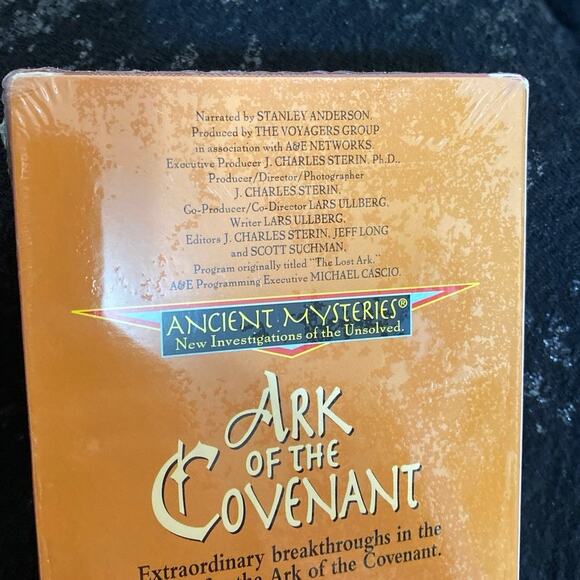 Narrated by STANLEY ANDERSON.
Produced by THE VOYAGERS GROUP
in association with A&E NETWORKS.
Executive Producer J. CHARLES STERIN, Ph.D..
Producer/Director/Photographer
J. CHARLES STERIN.
Co-Producer/Co-Director LARS ULLBERG.
Writer LARS ULLBERG.
Editors J. CHARLES STERIN, JEFF LONG
and SCOTT SUCHMAN.
Program originally titled "The Lost Ark."
A&E Programming Executive MICHAEL CASCIO.
ANCIENT MYSTERIES®
New Investigations of the Unsolved.
ARK
OF THE
COVENANT
Extraordinary breakthroughs in the
the Ark of the Covenant.